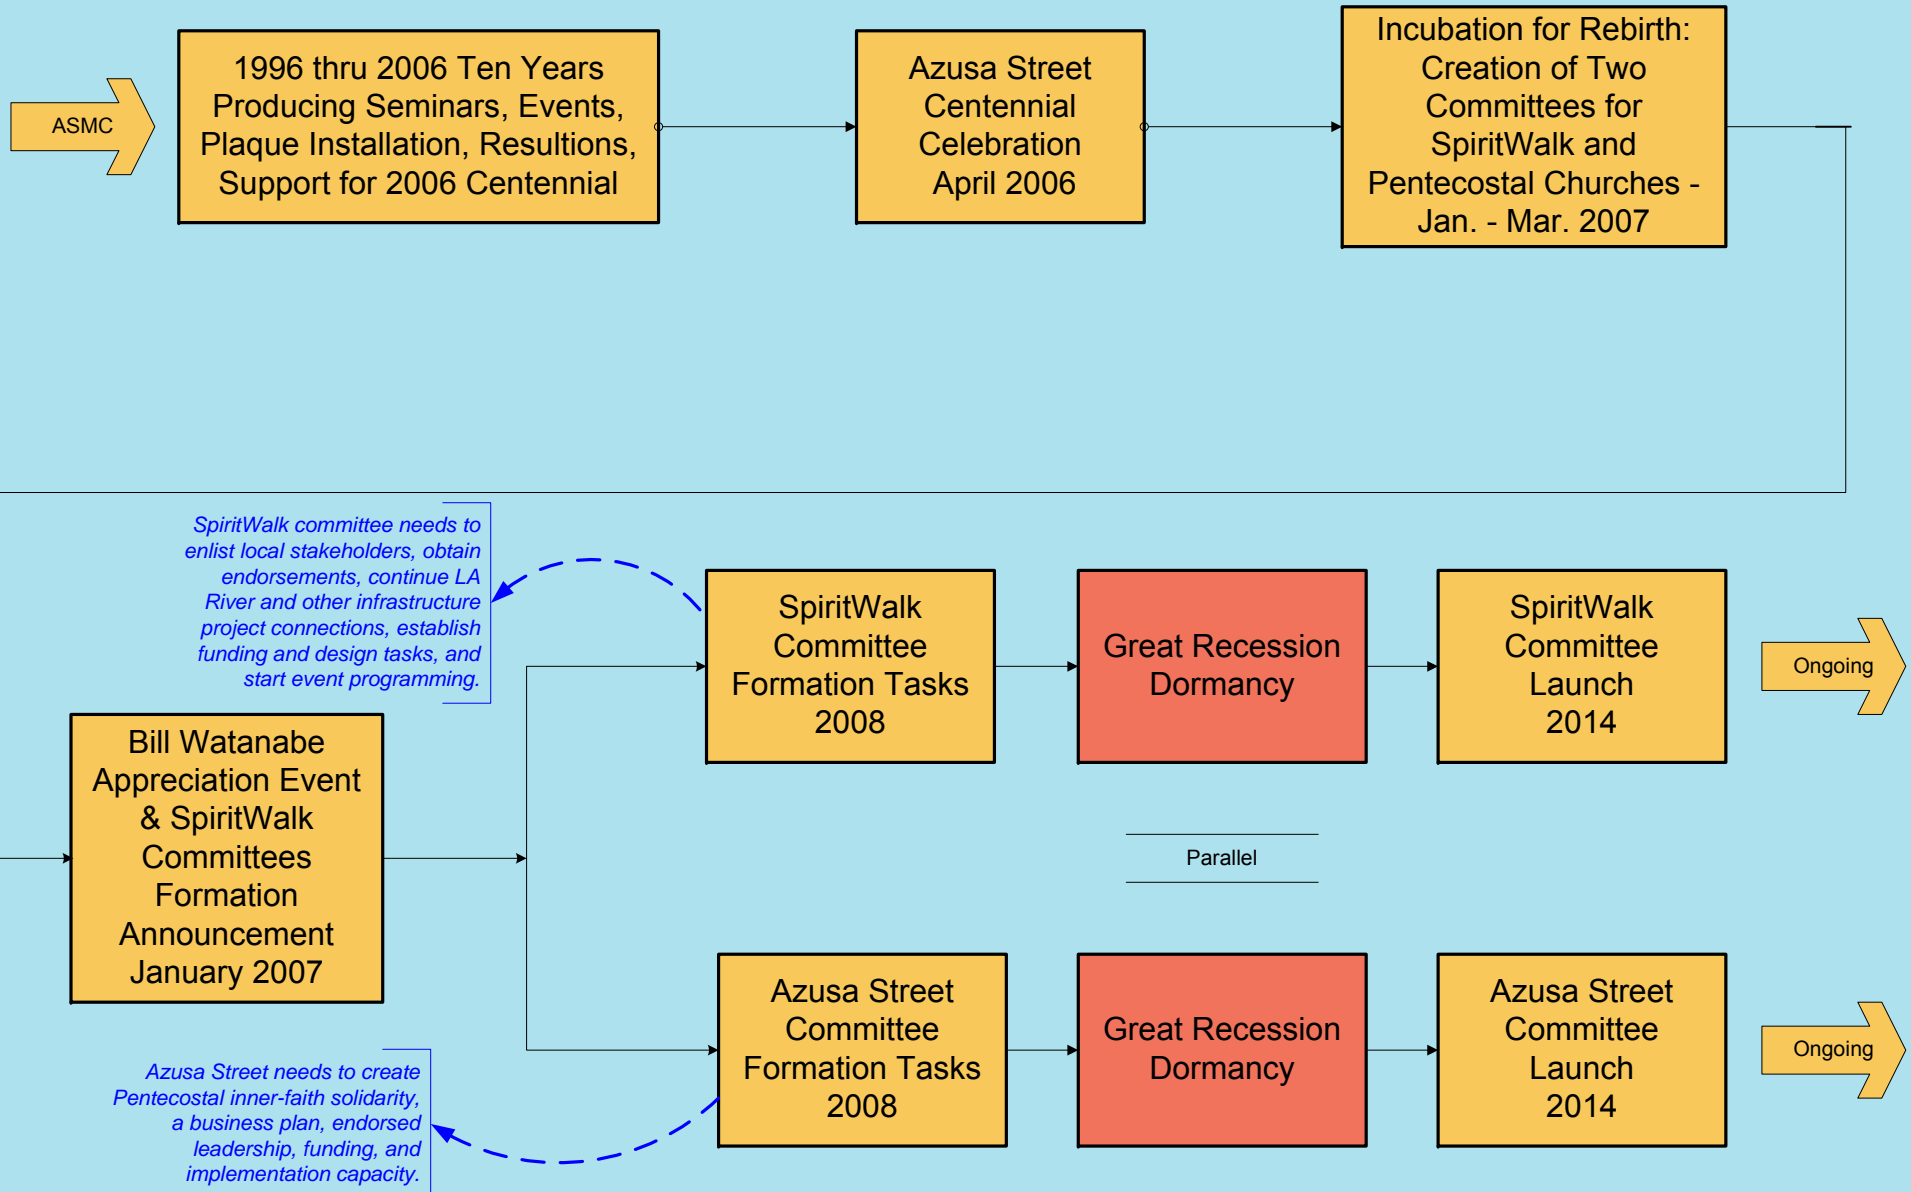 ASMC
1996 thru 2006 Ten Years
Producing Seminars, Events,
Plaque Installation, Resultions,
Support for 2006 Centennial
Azusa Street
Centennial
Celebration
April 2006
Incubation for Rebirth:
Creation of Two
Committees for
SpiritWalk and
Pentecostal Churches -
Jan. - Mar. 2007
SpiritWalk committee needs to
enlist local stakeholders, obtain
endorsements, continue LA
River and other infrastructure
project connections, establish
funding and design tasks, and
start event programming.
SpiritWalk
Committee
Formation Tasks
2008
Great Recession
Dormancy
SpiritWalk
Committee
Launch
2014
Ongoing
Bill Watanabe
Appreciation Event
& SpiritWalk
Committees
Formation
Announcement
January 2007
Parallel
Azusa Street needs to create
Pentecostal inner-faith solidarity,
a business plan, endorsed
leadership, funding, and
implementation capacity.
Azusa Street
Committee
Formation Tasks
2008
Great Recession
Dormancy
Azusa Street
Committee
Launch
2014
Ongoing